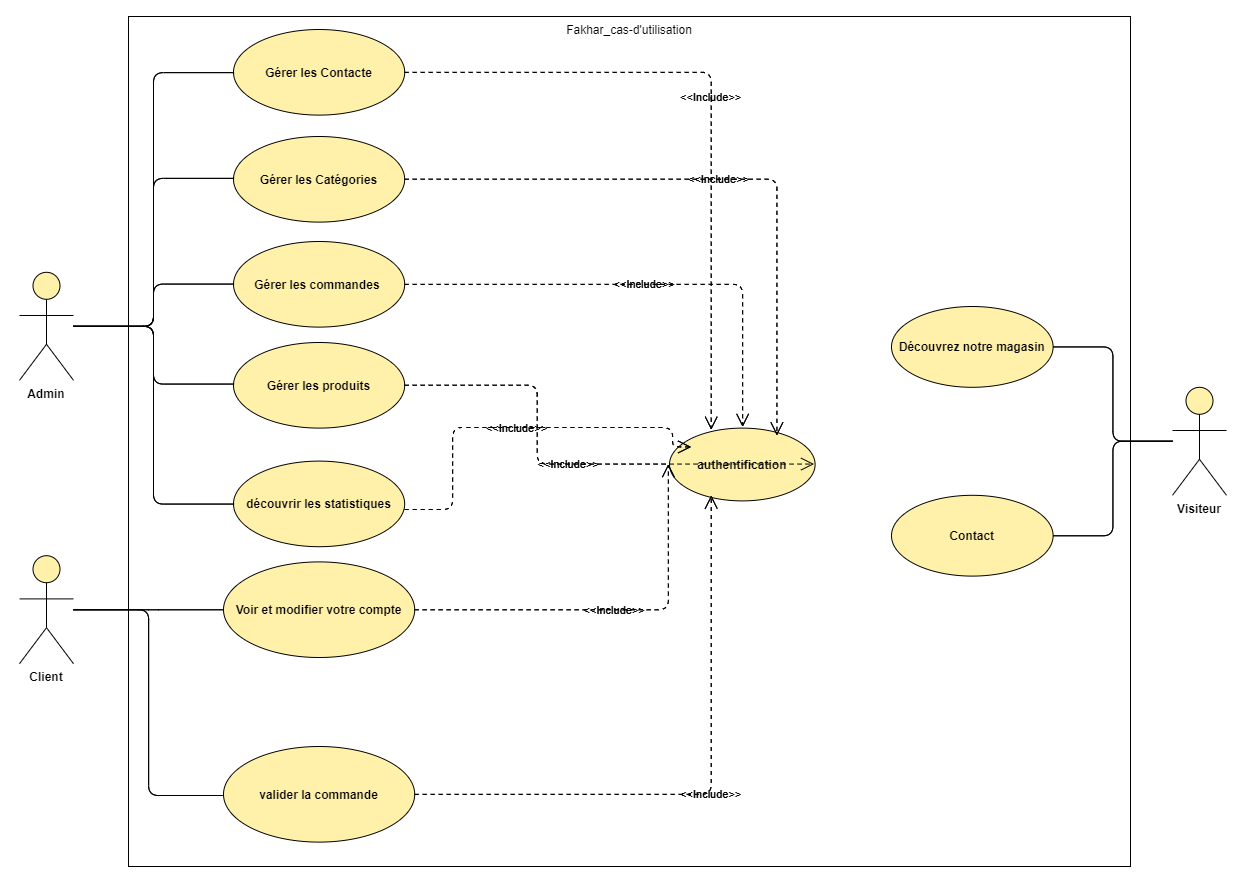 Fakhar_cas-d'utilisation
Gérer les Contacte
<<Include>>
Gérer les Catégories
<<Include>>
Gérer les commandes
<<Include>>
Admin
Gérer les produits
<<Include>>
<<Include>>
authentification
découvrir les statistiques
Découvrez notre magasin
Contact
Visiteur
Client
Voir et modifier votre compte
<<Include>>
valider la commande
<<Include>>